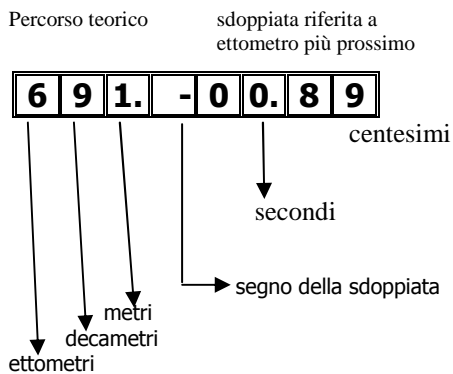 Percorso teorico
sdoppiata riferita a
ettometro più prossimo
6 9 1. - 0 0. 8 9
centesimi
secondi
segno della sdoppiata
metri
decametri
ettometri